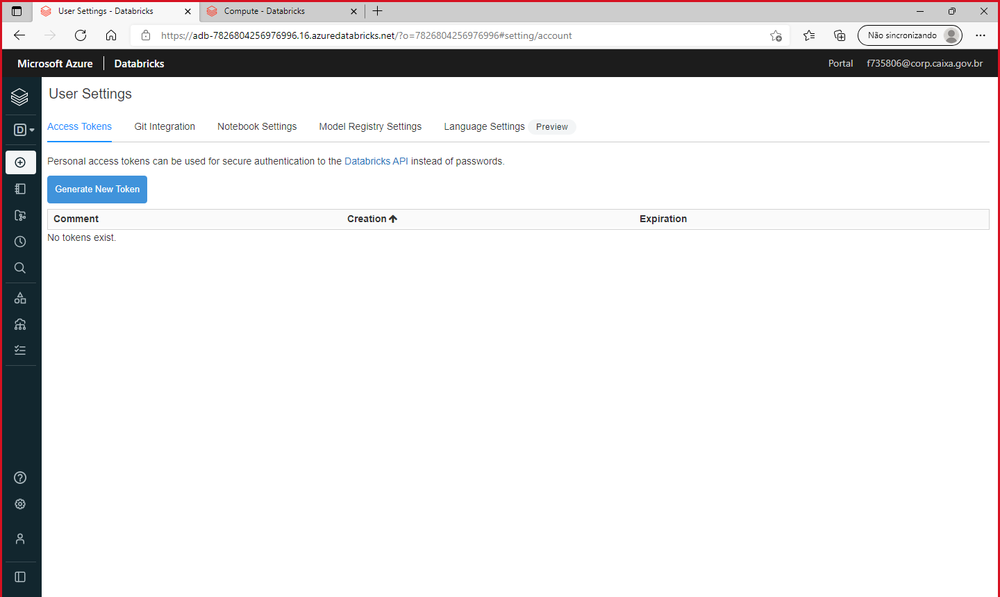 User Settings - Databricks
Compute - Databricks
https://adb-7826804256976996.16.azuredatabricks.net/?o=7826804256976996#setting/account
Não sincronizando
Microsoft Azure Databricks
Portal f735806@corp.caixa.gov.br
D
User Settings
Access Tokens Git Integration Notebook Settings Model Registry Settings Language Settings Preview
Personal access tokens can be used for secure authentication to the Databricks API instead of passwords.
Generate New Token
Comment Creation Expiration
No tokens exist.